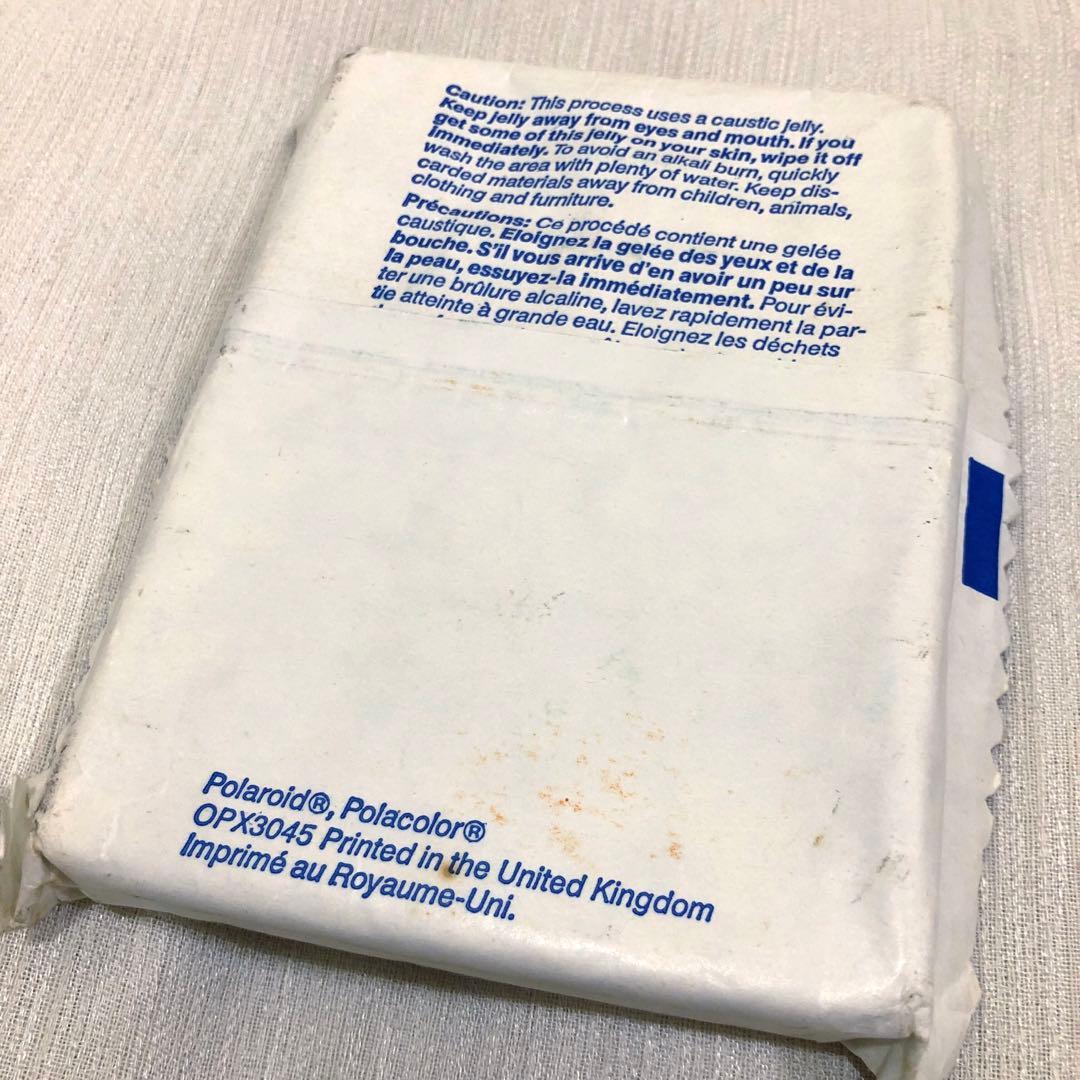 Caution: This process uses a caustic jelly.
Keep jelly away from eyes and mouth. If you
get some of this jelly on your skin, wipe it off
immediately. To avoid an alkali burn, quickly
wash the area with plenty of water. Keep dis-
carded materials away from children, animals,
clothing and furniture.
Précautions: Ce procédé contient une gelée
caustique. Eloignez la gelée des yeux et de la
bouche. S'il vous arrive d'en avoir un peu sur
la peau, essuyez-la immédiatement. Pour évi-
ter une brûlure alcaline, lavez rapidement la par-
tie atteinte à grande eau. Eloignez les déchets
Polaroid®, Polacolor®
OPX3045 Printed in the United Kingdom
Imprimé au Royaume-Uni.